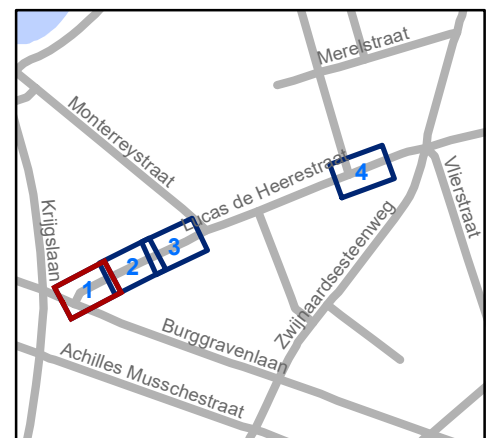 Merelstraat
Monterreystraat
Lucas de Heerestraat
4
Vlierstraat
Krijgslaan
3
2
1
Zwijnaardsesteenweg
Burggravenlaan
Achilles Musschestraat